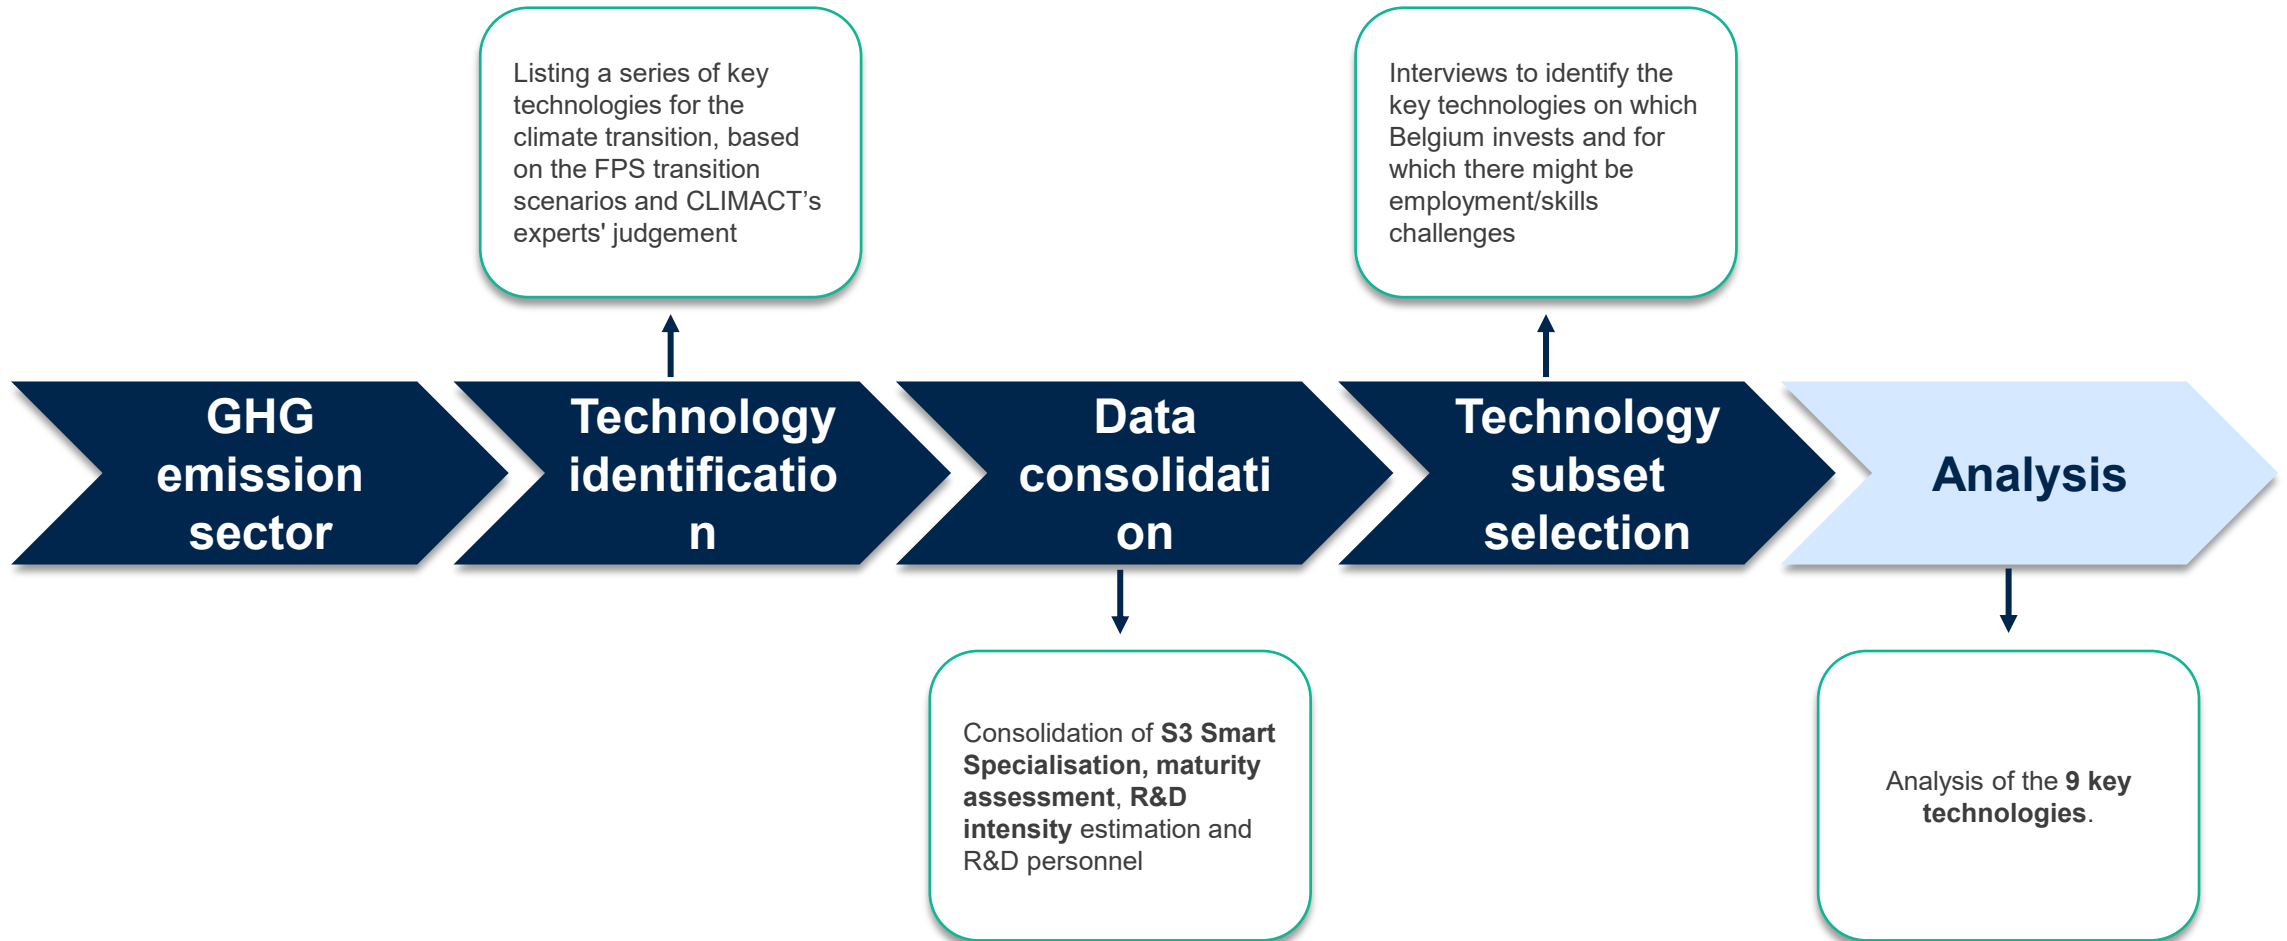 Listing a series of key
technologies for the
climate transition, based
on the FPS transition
scenarios and CLIMACT’s
experts' judgement
Interviews to identify the
key technologies on which
Belgium invests and for
which there might be
employment/skills
challenges
GHG
emission
sector
Technology
identificatio
n
Data
consolidati
on
Technology
subset
selection
Analysis
Consolidation of S3 Smart
Specialisation, maturity
assessment, R&D
intensity estimation and
R&D personnel
Analysis of the 9 key
technologies.